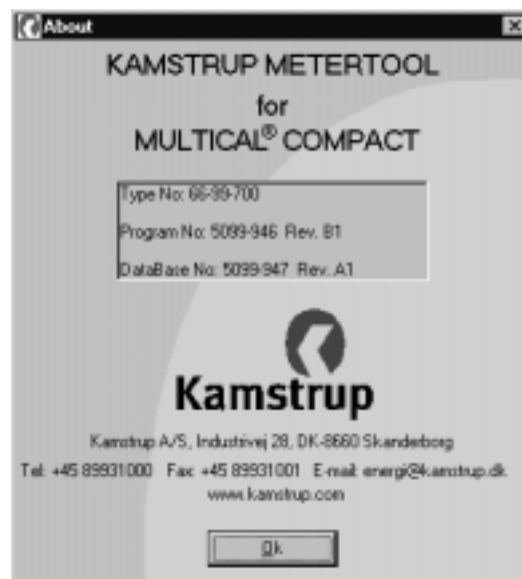 About
KAMSTRUP METERTOOL
for
MULTICAL® COMPACT
Type No: 66-99-700
Program No: 5099-946 Rev. B1
DataBase No: 5099-947 Rev. A1
Kamstrup
Kamstrup A/S, Industrivej 28, DK-8660 Skanderborg
Tel: +45 89931000 Fax: +45 89931001 E-mail: energi@kamstrup.dk
www.kamstrup.com
Ok